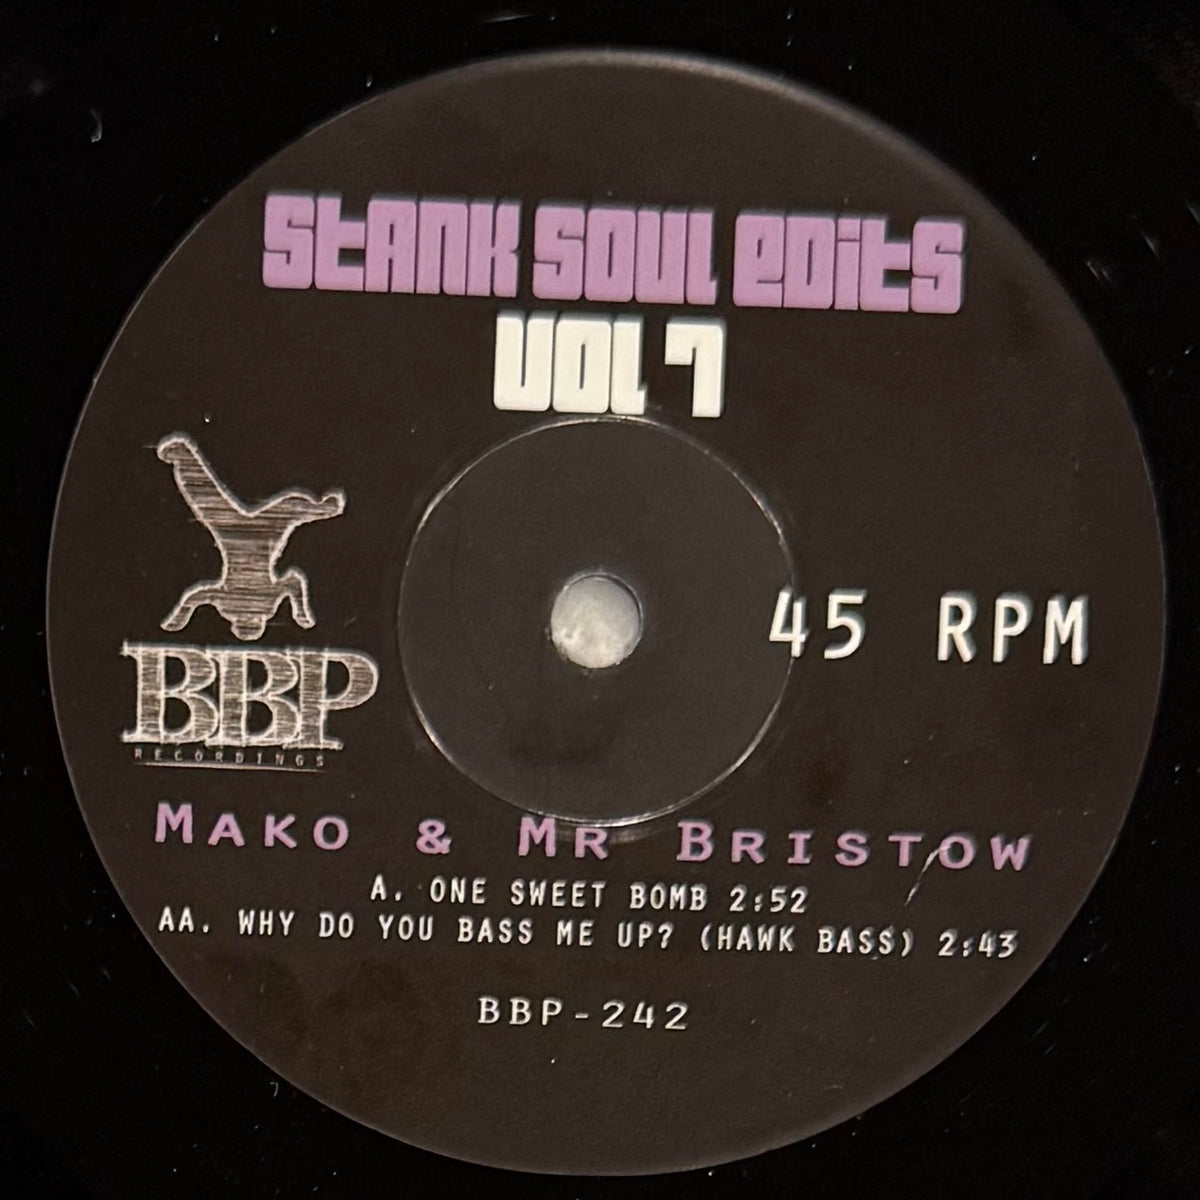 STANK SOUL EDITS
VOL 7
45 RPM
BBP
RECORDINGS
MAKO & MR BRISTOW
A. ONE SWEET BOMB 2:52
AA. WHY DO YOU BASS ME UP? (HAWK BASS) 2:43
BBP-242